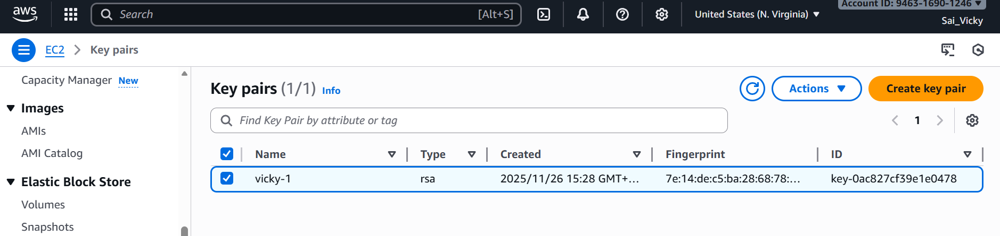 aws
Search [Alt+S]
United States (N. Virginia)
Account ID: 9463-1690-1246
Sai_Vicky
EC2 > Key pairs
Capacity Manager New
Images
AMIs
AMI Catalog
Elastic Block Store
Volumes
Snapshots
Key pairs (1/1) Info
Actions
Create key pair
Find Key Pair by attribute or tag
1
Name Type Created Fingerprint ID
vicky-1 rsa 2025/11/26 15:28 GMT+... 7e:14:de:c5:ba:28:68:78:... key-0ac827cf39e1e0478